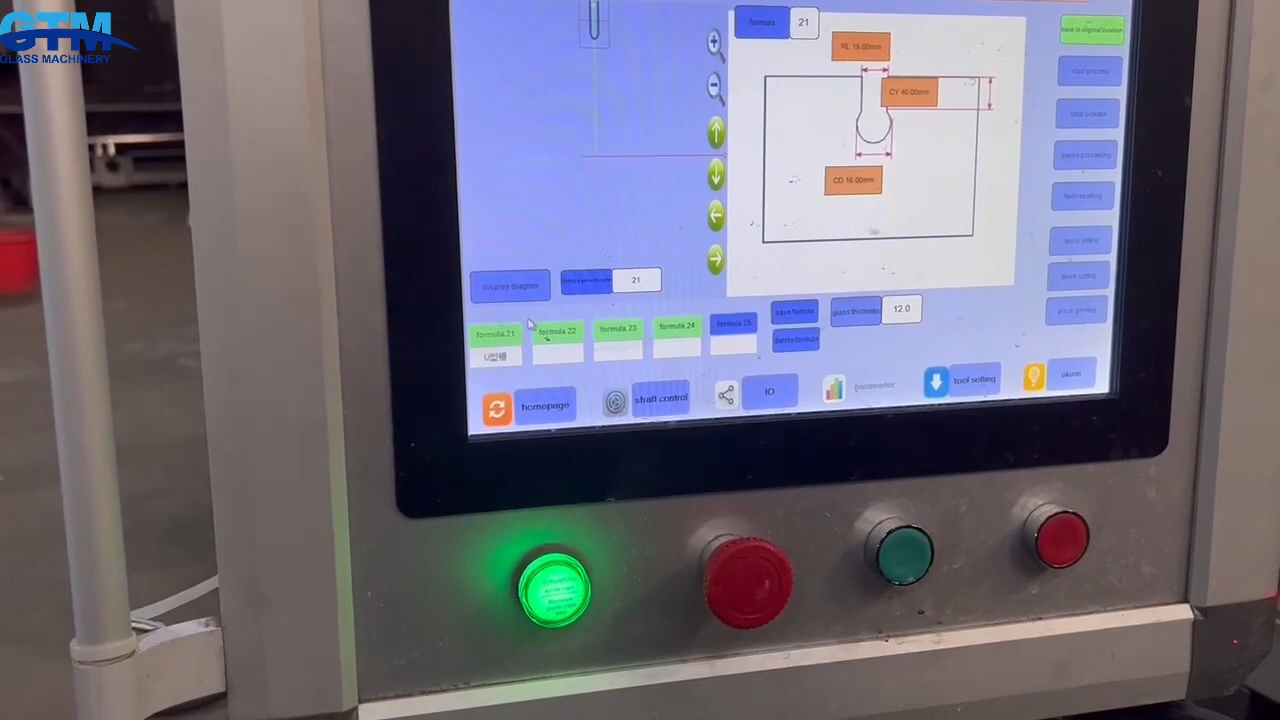 GTM
GLASS MACHINERY
formula 21
RL 18.00mm
CY 40.00mm
CD 16.00mm
back to original location
start process
stop process
pause processing
fault resetting
display diagram
21
save formula
glass thickness 12.0
delete formula
formula 21
formula 22
formula 23
formula 24
formula 25
homepage
shaft control
IO
parameter
tool setting
alarm